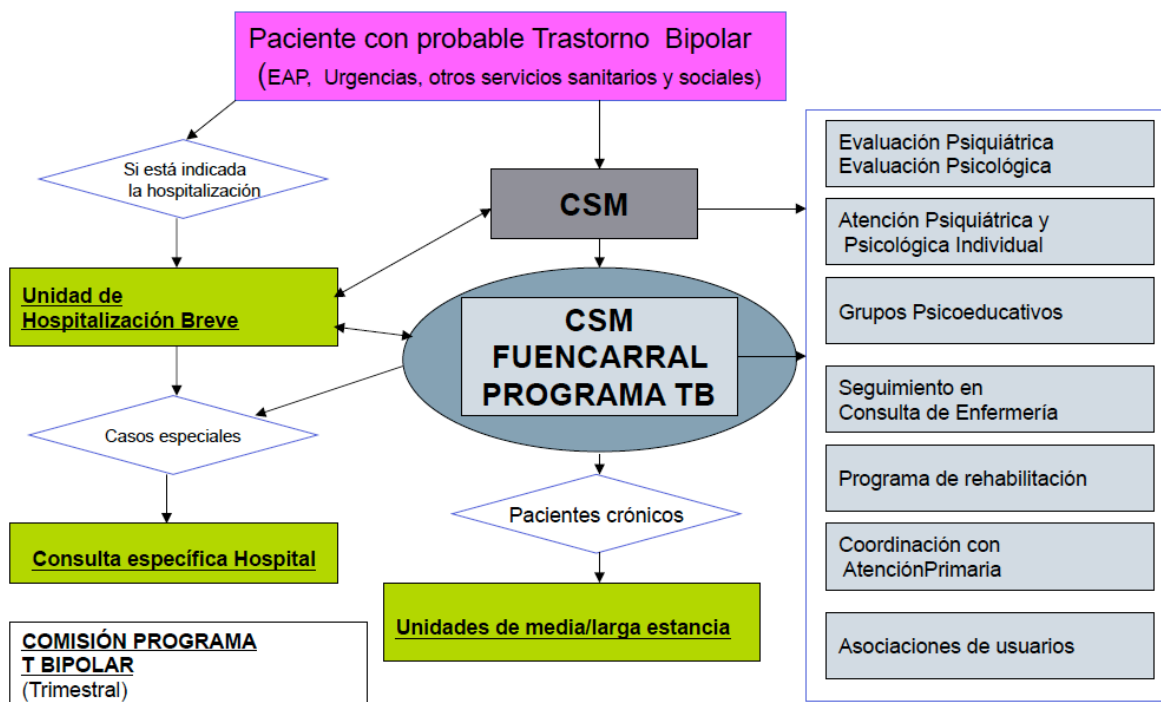 Paciente con probable Trastorno Bipolar
(EAP, Urgencias, otros servicios sanitarios y sociales)
Si está indicada
la hospitalización
CSM
Unidad de
Hospitalización Breve
CSM
FUENCARRAL
PROGRAMA TB
Casos especiales
Pacientes crónicos
Consulta específica Hospital
Unidades de media/larga estancia
COMISIÓN PROGRAMA
T BIPOLAR
(Trimestral)
Evaluación Psiquiátrica
Evaluación Psicológica
Atención Psiquiátrica y
Psicológica Individual
Grupos Psicoeducativos
Seguimiento en
Consulta de Enfermería
Programa de rehabilitación
Coordinación con
AtenciónPrimaria
Asociaciones de usuarios